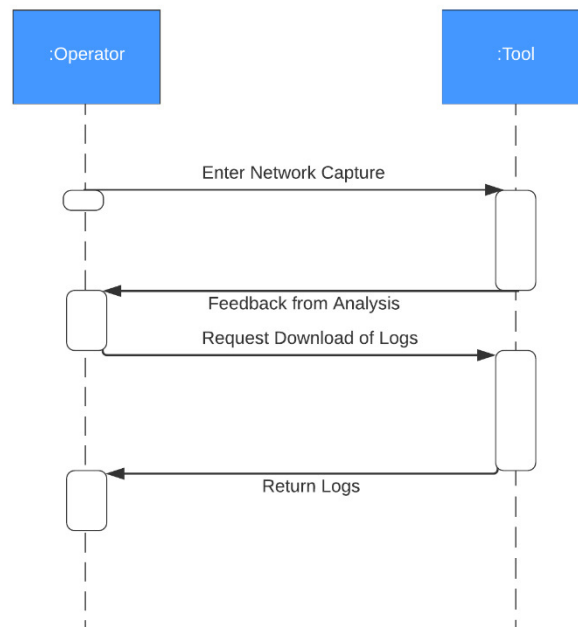 :Operator
:Tool
Enter Network Capture
Feedback from Analysis
Request Download of Logs
Return Logs